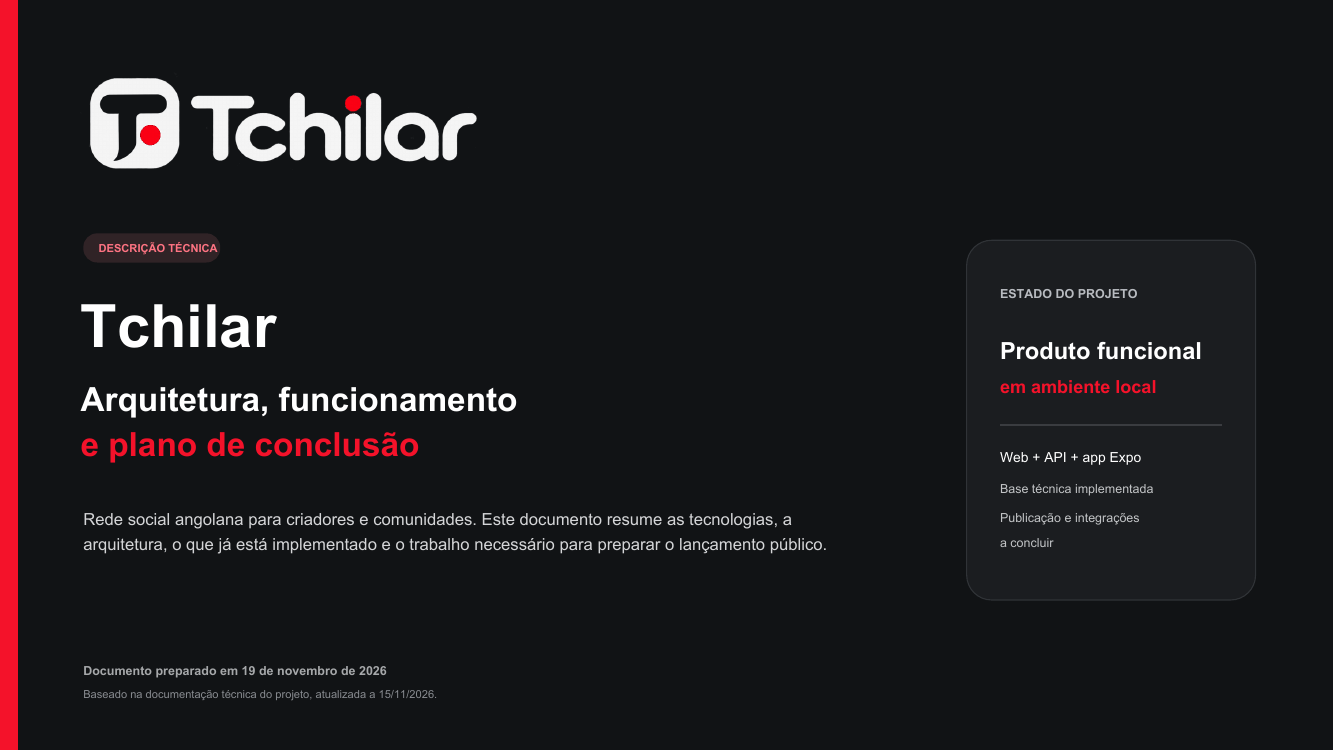 Tchilar
DESCRIÇÃO TÉCNICA
Tchilar
Arquitetura, funcionamento
e plano de conclusão
Rede social angolana para criadores e comunidades. Este documento resume as tecnologias, a
arquitetura, o que já está implementado e o trabalho necessário para preparar o lançamento público.
ESTADO DO PROJETO
Produto funcional
em ambiente local
Web + API + app Expo
Base técnica implementada
Publicação e integrações
a concluir
Documento preparado em 19 de novembro de 2026
Baseado na documentação técnica do projeto, atualizada a 15/11/2026.